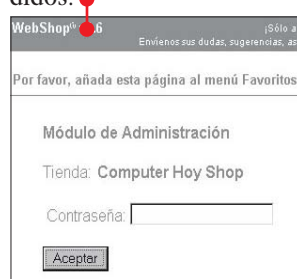 didos.
WebShop® .6
¡Sólo a
Envíenos sus dudas, sugerencias, as
Por favor, añada esta página al menú Favoritos
Módulo de Administración
Tienda: Computer Hoy Shop
Contraseña:
Aceptar